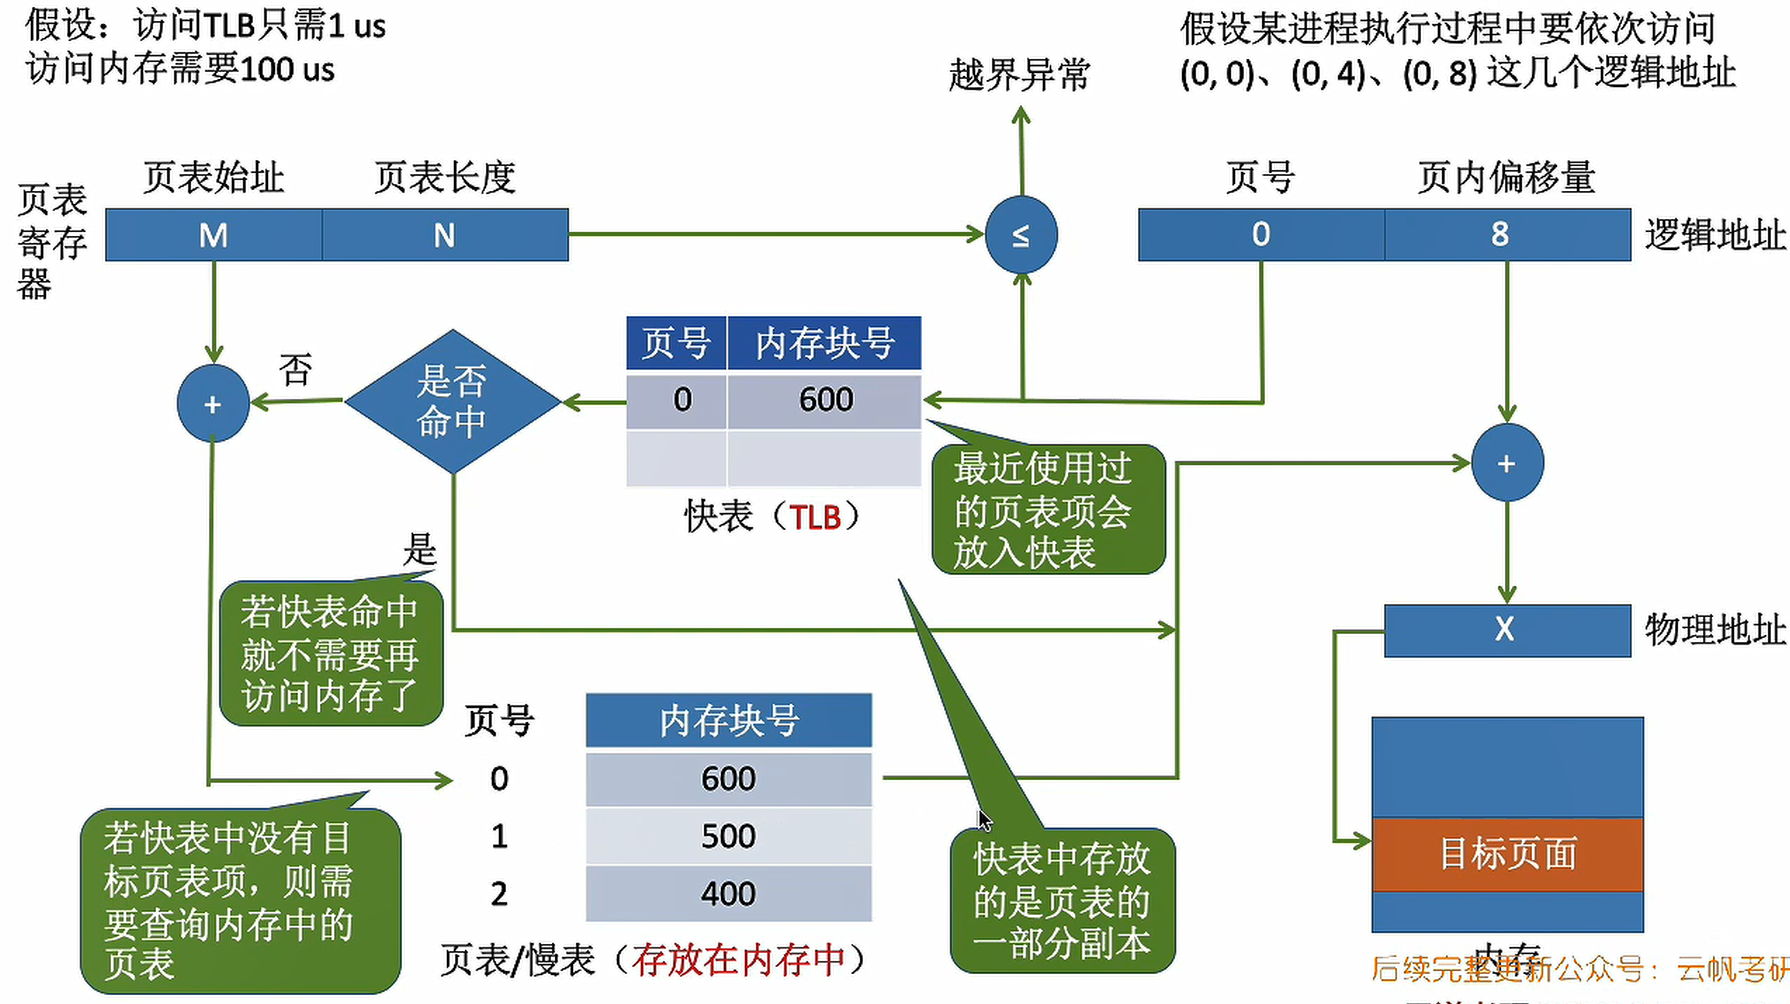 假设：访问TLB只需1 us
访问内存需要100 us
假设某进程执行过程中要依次访问
(0, 0)、(0, 4)、(0, 8) 这几个逻辑地址
越界异常
页表始址
页表长度
页号
页内偏移量
页表
寄存
器
M
N
≤
0
8
逻辑地址
页号
内存块号
0
600
快表（TLB）
是否
命中
否
是
+
最近使用过
的页表项会
放入快表
+
若快表命中
就不需要再
访问内存了
X
物理地址
页号
内存块号
0
600
1
500
2
400
页表/慢表（存放在内存中）
若快表中没有目
标页表项，则需
要查询内存中的
页表
快表中存放
的是页表的
一部分副本
目标页面
内存
后续完整更新公众号：云帆考研